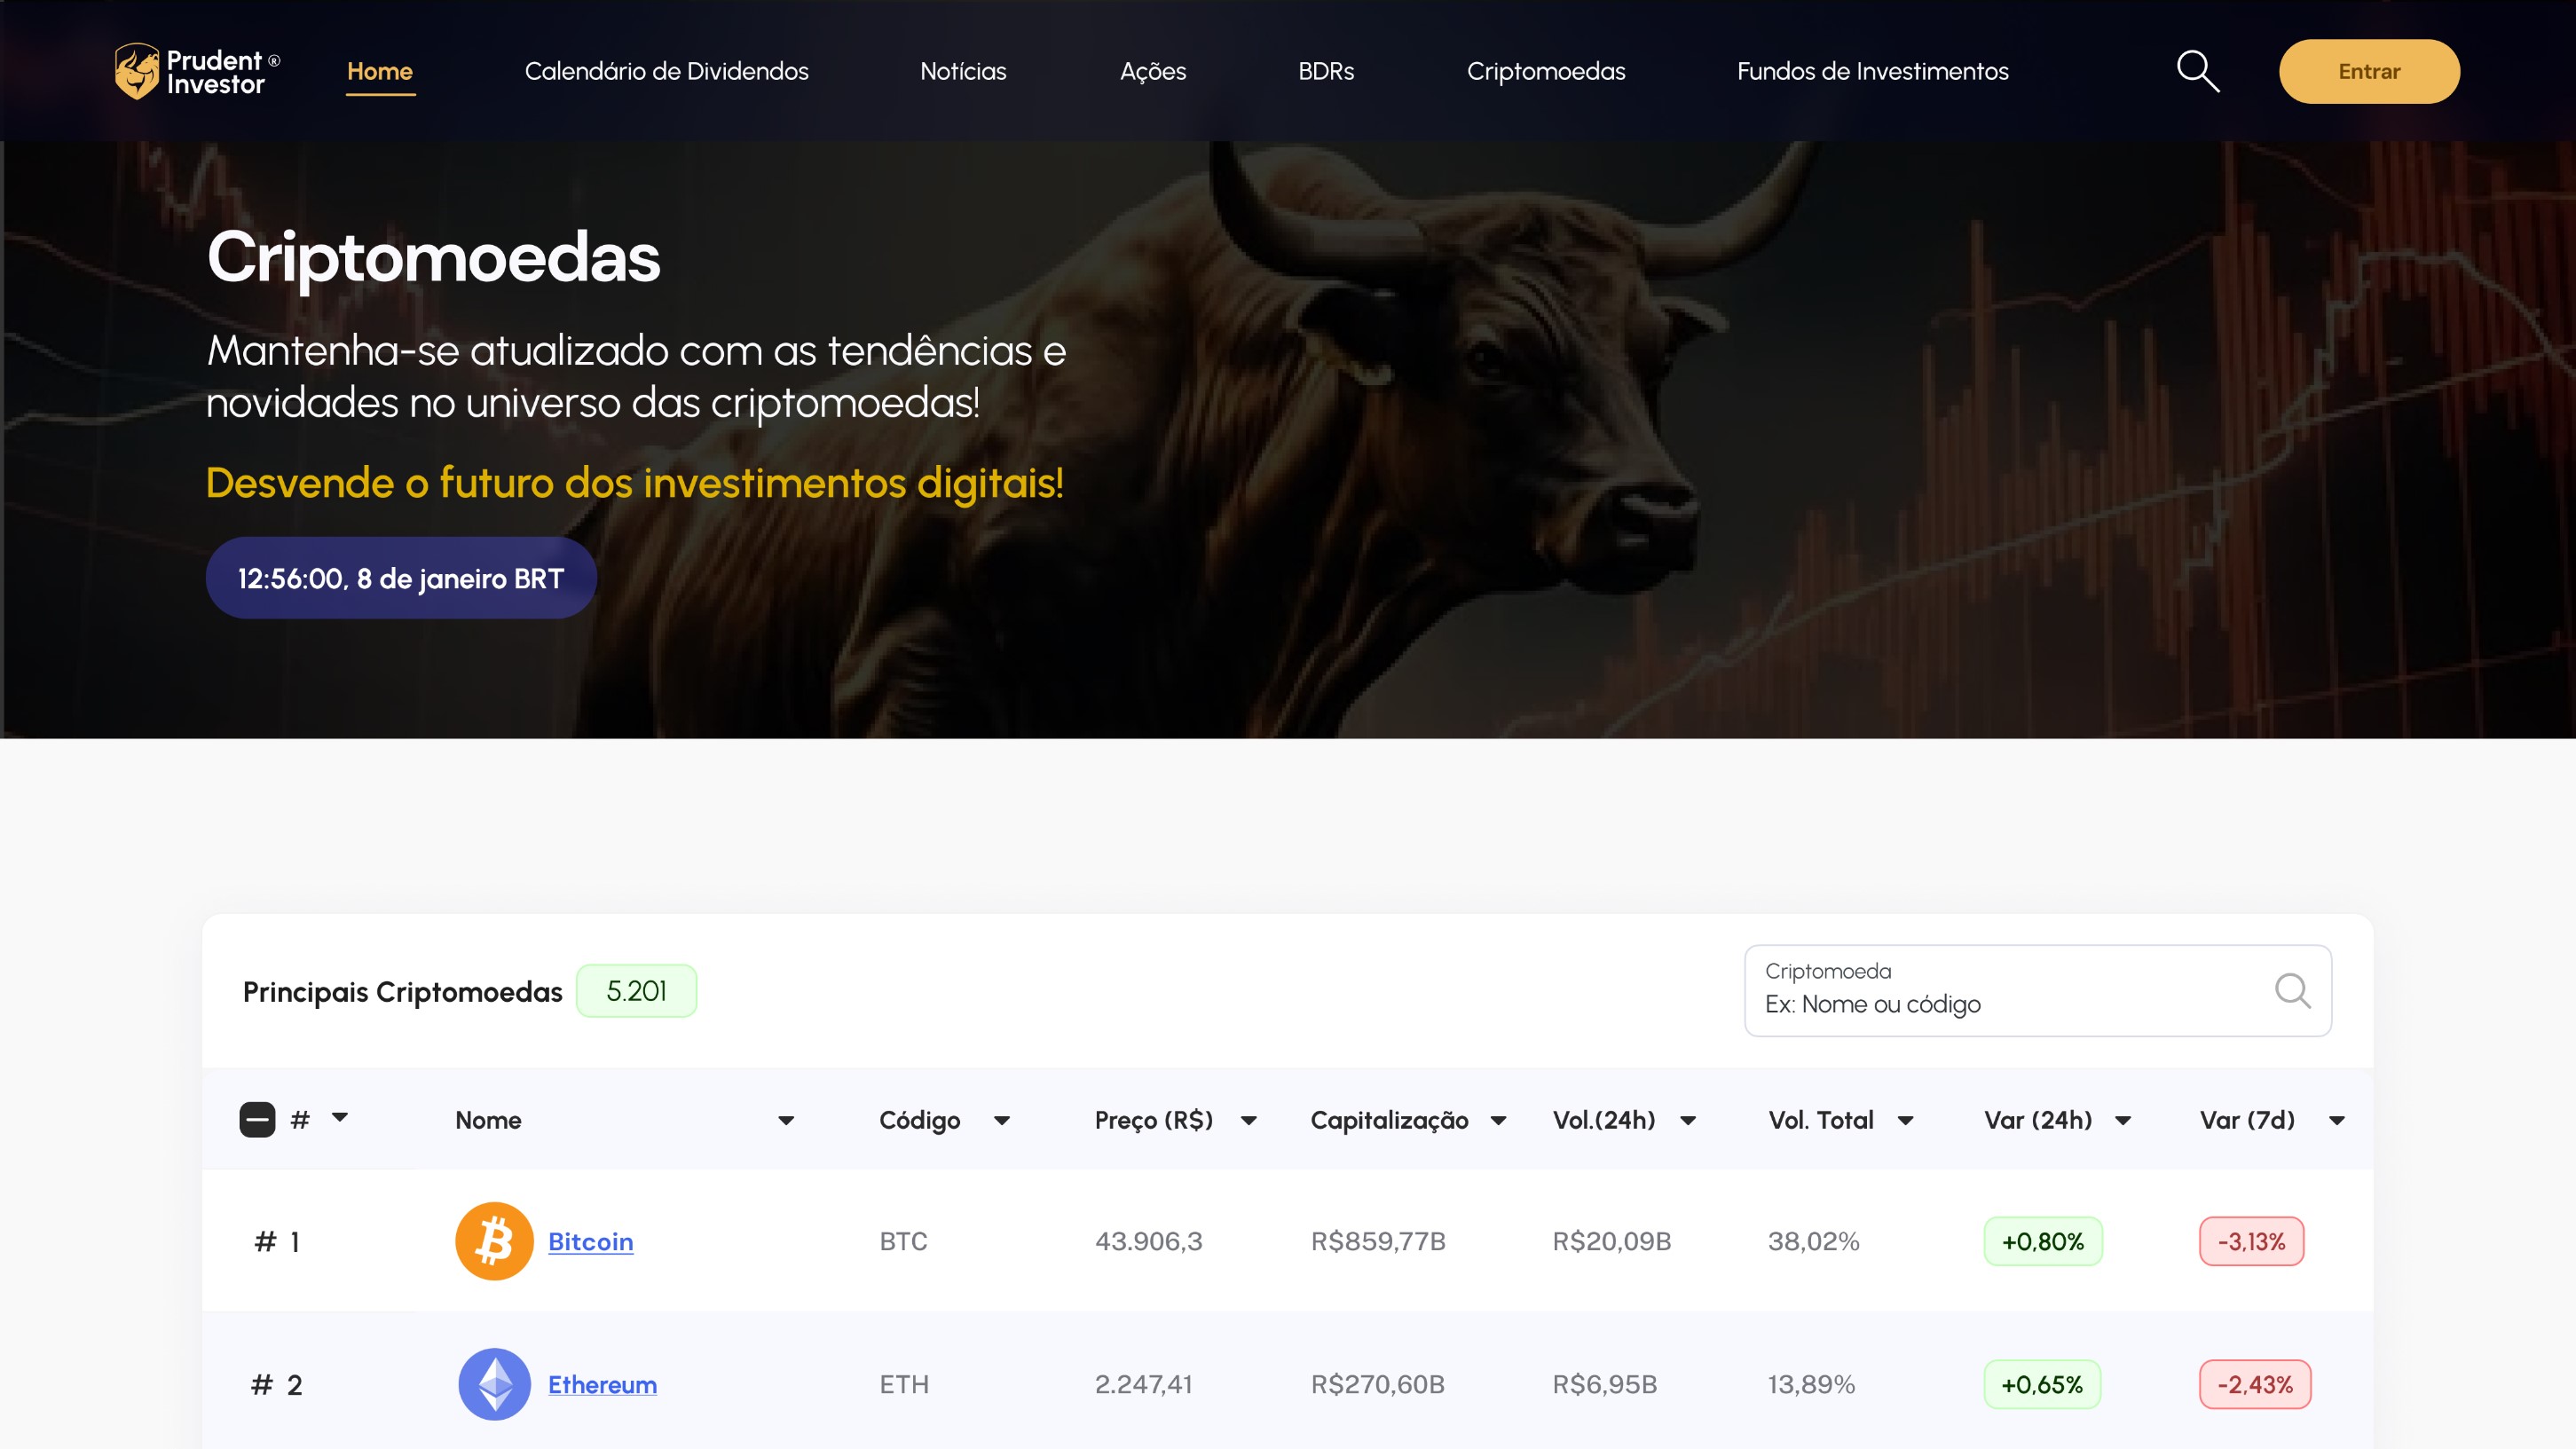 Prudent ®
Investor
Home Calendário de Dividendos Notícias Ações BDRs Criptomoedas Fundos de Investimentos Entrar
Criptomoedas
Mantenha-se atualizado com as tendências e
novidades no universo das criptomoedas!
Desvende o futuro dos investimentos digitais!
12:56:00, 8 de janeiro BRT
Principais Criptomoedas 5.201
Criptomoeda
Ex: Nome ou código
# Nome Código Preço (R$) Capitalização Vol.(24h) Vol. Total Var (24h) Var (7d)
# 1 Bitcoin BTC 43.906,3 R$859,77B R$20,09B 38,02% +0,80% -3,13%
# 2 Ethereum ETH 2.247,41 R$270,60B R$6,95B 13,89% +0,65% -2,43%